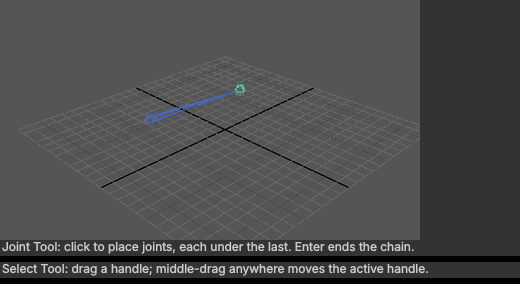 Joint Tool: click to place joints, each under the last. Enter ends the chain.
Select Tool: drag a handle; middle-drag anywhere moves the active handle.